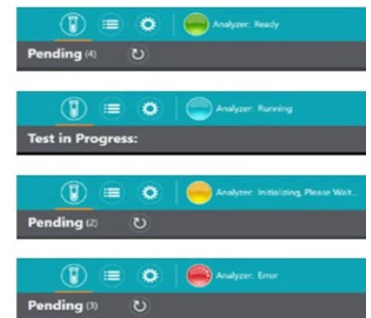 Analyzer: Ready
Pending (4)
Analyzer: Running
Test in Progress:
Analyzer: Initializing, Please Wait...
Pending (2)
Analyzer: Error
Pending (3)